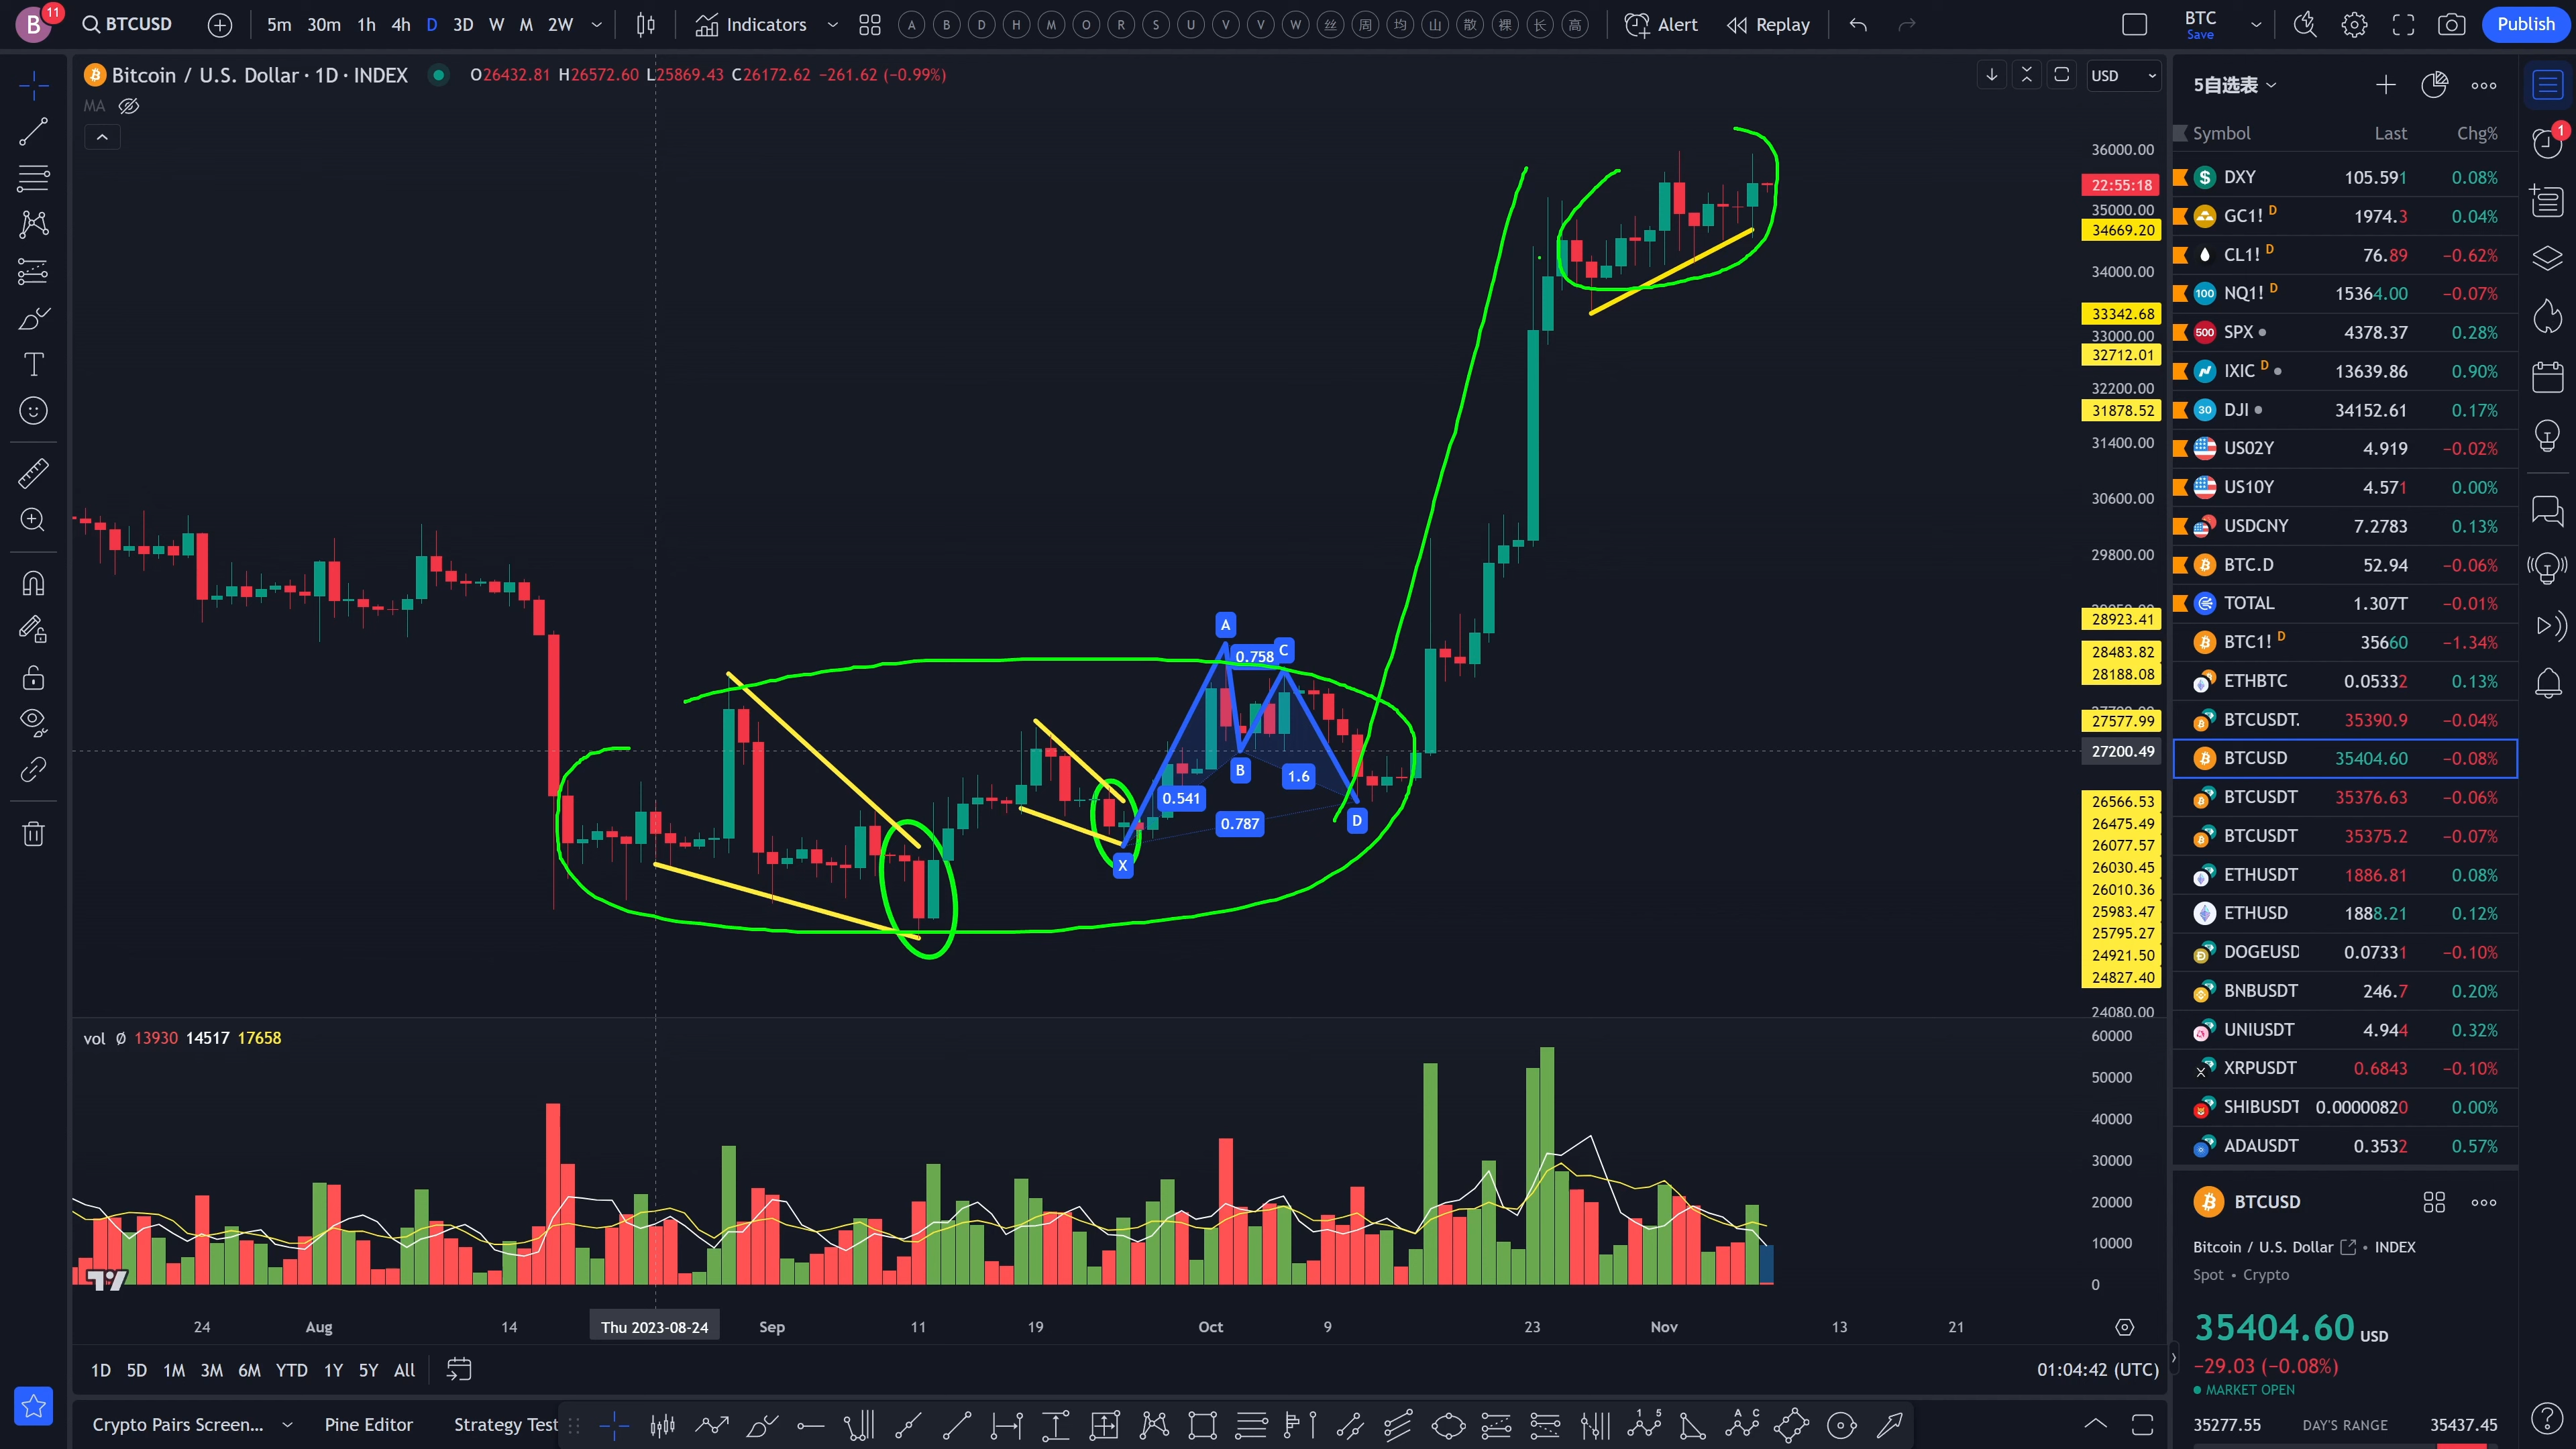 B 11 BTCUSD 5m 30m 1h 4h D 3D W M 2W Indicators A B D H M O R S U V V W 丝 周 均 山 散 裸 长 高 Alert Replay BTC Save Publish
Bitcoin / U.S. Dollar · 1D · INDEX O26432.81 H26572.60 L25869.43 C26172.62 −261.62 (−0.99%) USD
MA
36000.00
22:55:18
35000.00
34669.20
34000.00
33342.68
33000.00
32712.01
32200.00
31878.52
31400.00
30600.00
29800.00
28923.41
28483.82
28188.08
27577.99
27200.49
26566.53
26475.49
26077.57
26030.45
26010.36
25983.47
25795.27
24921.50
24827.40
24080.00
A
0.758 C
B
1.6
0.541
0.787
D
X
vol Ø 13930 14517 17658
60000
50000
40000
30000
20000
10000
0
24 Aug 14 Thu 2023-08-24 Sep 11 19 Oct 9 23 Nov 13 21
1D 5D 1M 3M 6M YTD 1Y 5Y All 01:04:42 (UTC)
Crypto Pairs Screen... Pine Editor Strategy Test
5自选表
Symbol Last Chg%
DXY 105.591 0.08%
GC1! D 1974.3 0.04%
CL1! D 76.89 −0.62%
100 NQ1! D 15364.00 −0.07%
500 SPX 4378.37 0.28%
IXIC D 13639.86 0.90%
30 DJI 34152.61 0.17%
US02Y 4.919 −0.02%
US10Y 4.571 0.00%
USDCNY 7.2783 0.13%
BTC.D 52.94 −0.06%
TOTAL 1.307T −0.01%
BTC1! D 35660 −1.34%
ETHBTC 0.05332 0.13%
BTCUSDT. 35390.9 −0.04%
BTCUSD 35404.60 −0.08%
BTCUSDT 35376.63 −0.06%
BTCUSDT 35375.2 −0.07%
ETHUSDT 1886.81 0.08%
ETHUSD 1888.21 0.12%
DOGEUSD 0.07331 −0.10%
BNBUSDT 246.7 0.20%
UNIUSDT 4.944 0.32%
XRPUSDT 0.6843 −0.10%
SHIBUSDT 0.00000820 0.00%
ADAUSDT 0.3532 0.57%
BTCUSD
Bitcoin / U.S. Dollar • INDEX
Spot • Crypto
35404.60 USD
−29.03 (−0.08%)
MARKET OPEN
35277.55 DAY'S RANGE 35437.45
1